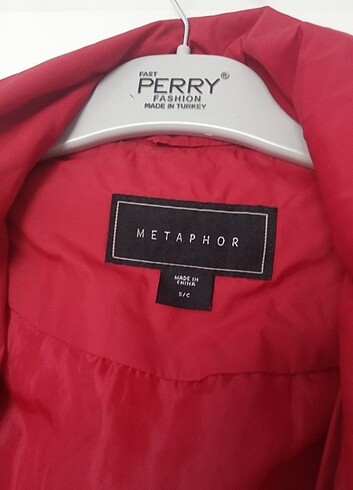 FAST
PERRY®
FASHION
MADE IN TURKEY
METAPHOR
MADE IN
CHINA
S/C